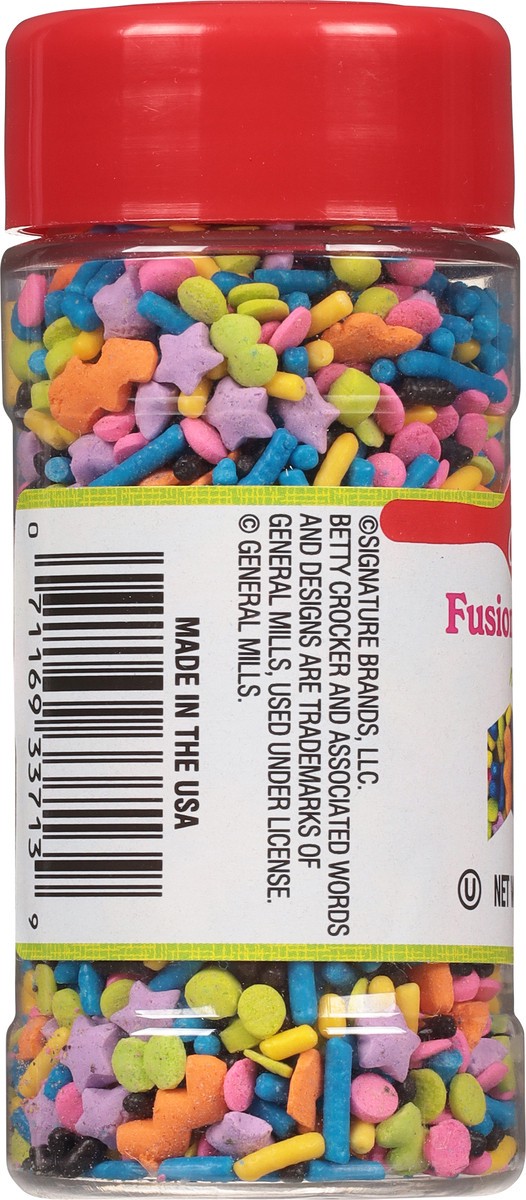 ©SIGNATURE BRANDS, LLC.
BETTY CROCKER AND ASSOCIATED WORDS
AND DESIGNS ARE TRADEMARKS OF
GENERAL MILLS, USED UNDER LICENSE.
© GENERAL MILLS.
MADE IN THE USA
0 71169 33713 9
Fusion
U NET